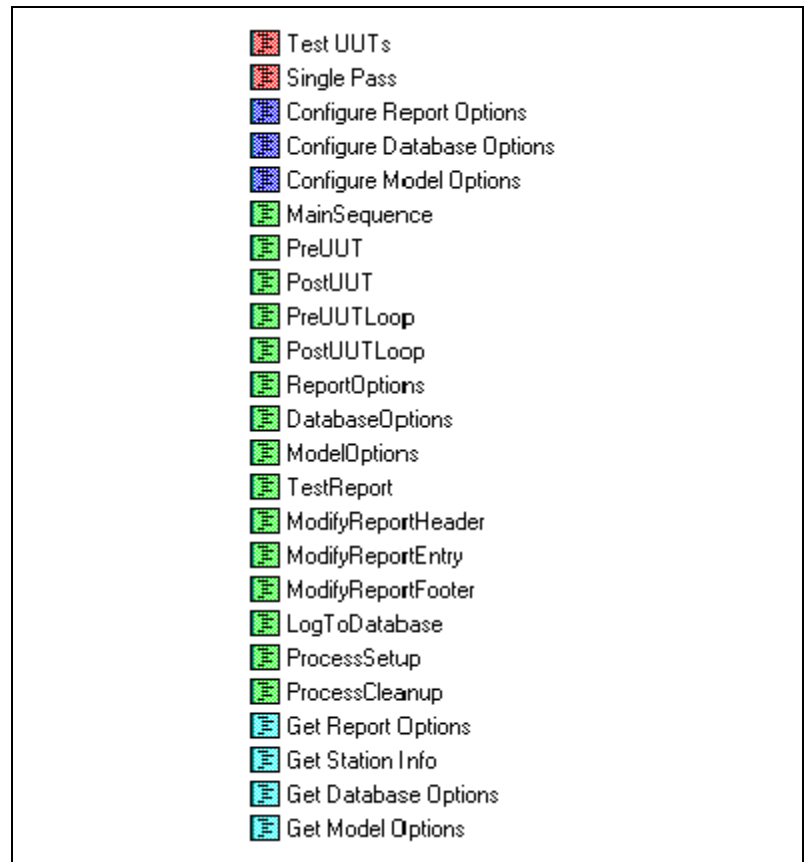 Test UUTs
Single Pass
Configure Report Options
Configure Database Options
Configure Model Options
MainSequence
PreUUT
PostUUT
PreUUTLoop
PostUUTLoop
ReportOptions
DatabaseOptions
ModelOptions
TestReport
ModifyReportHeader
ModifyReportEntry
ModifyReportFooter
LogToDatabase
ProcessSetup
ProcessCleanup
Get Report Options
Get Station Info
Get Database Options
Get Model Options